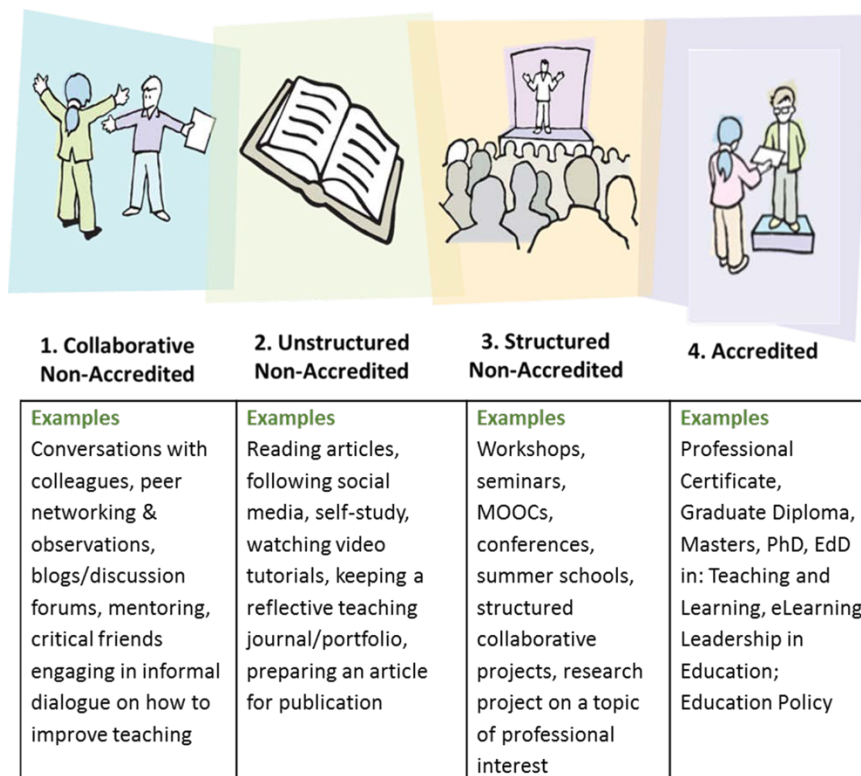 1. Collaborative
Non-Accredited
2. Unstructured
Non-Accredited
3. Structured
Non-Accredited
4. Accredited
Examples
Conversations with
colleagues, peer
networking &
observations,
blogs/discussion
forums, mentoring,
critical friends
engaging in informal
dialogue on how to
improve teaching
Examples
Reading articles,
following social
media, self-study,
watching video
tutorials, keeping a
reflective teaching
journal/portfolio,
preparing an article
for publication
Examples
Workshops,
seminars,
MOOCs,
conferences,
summer schools,
structured
collaborative
projects, research
project on a topic
of professional
interest
Examples
Professional
Certificate,
Graduate Diploma,
Masters, PhD, EdD
in: Teaching and
Learning, eLearning
Leadership in
Education;
Education Policy